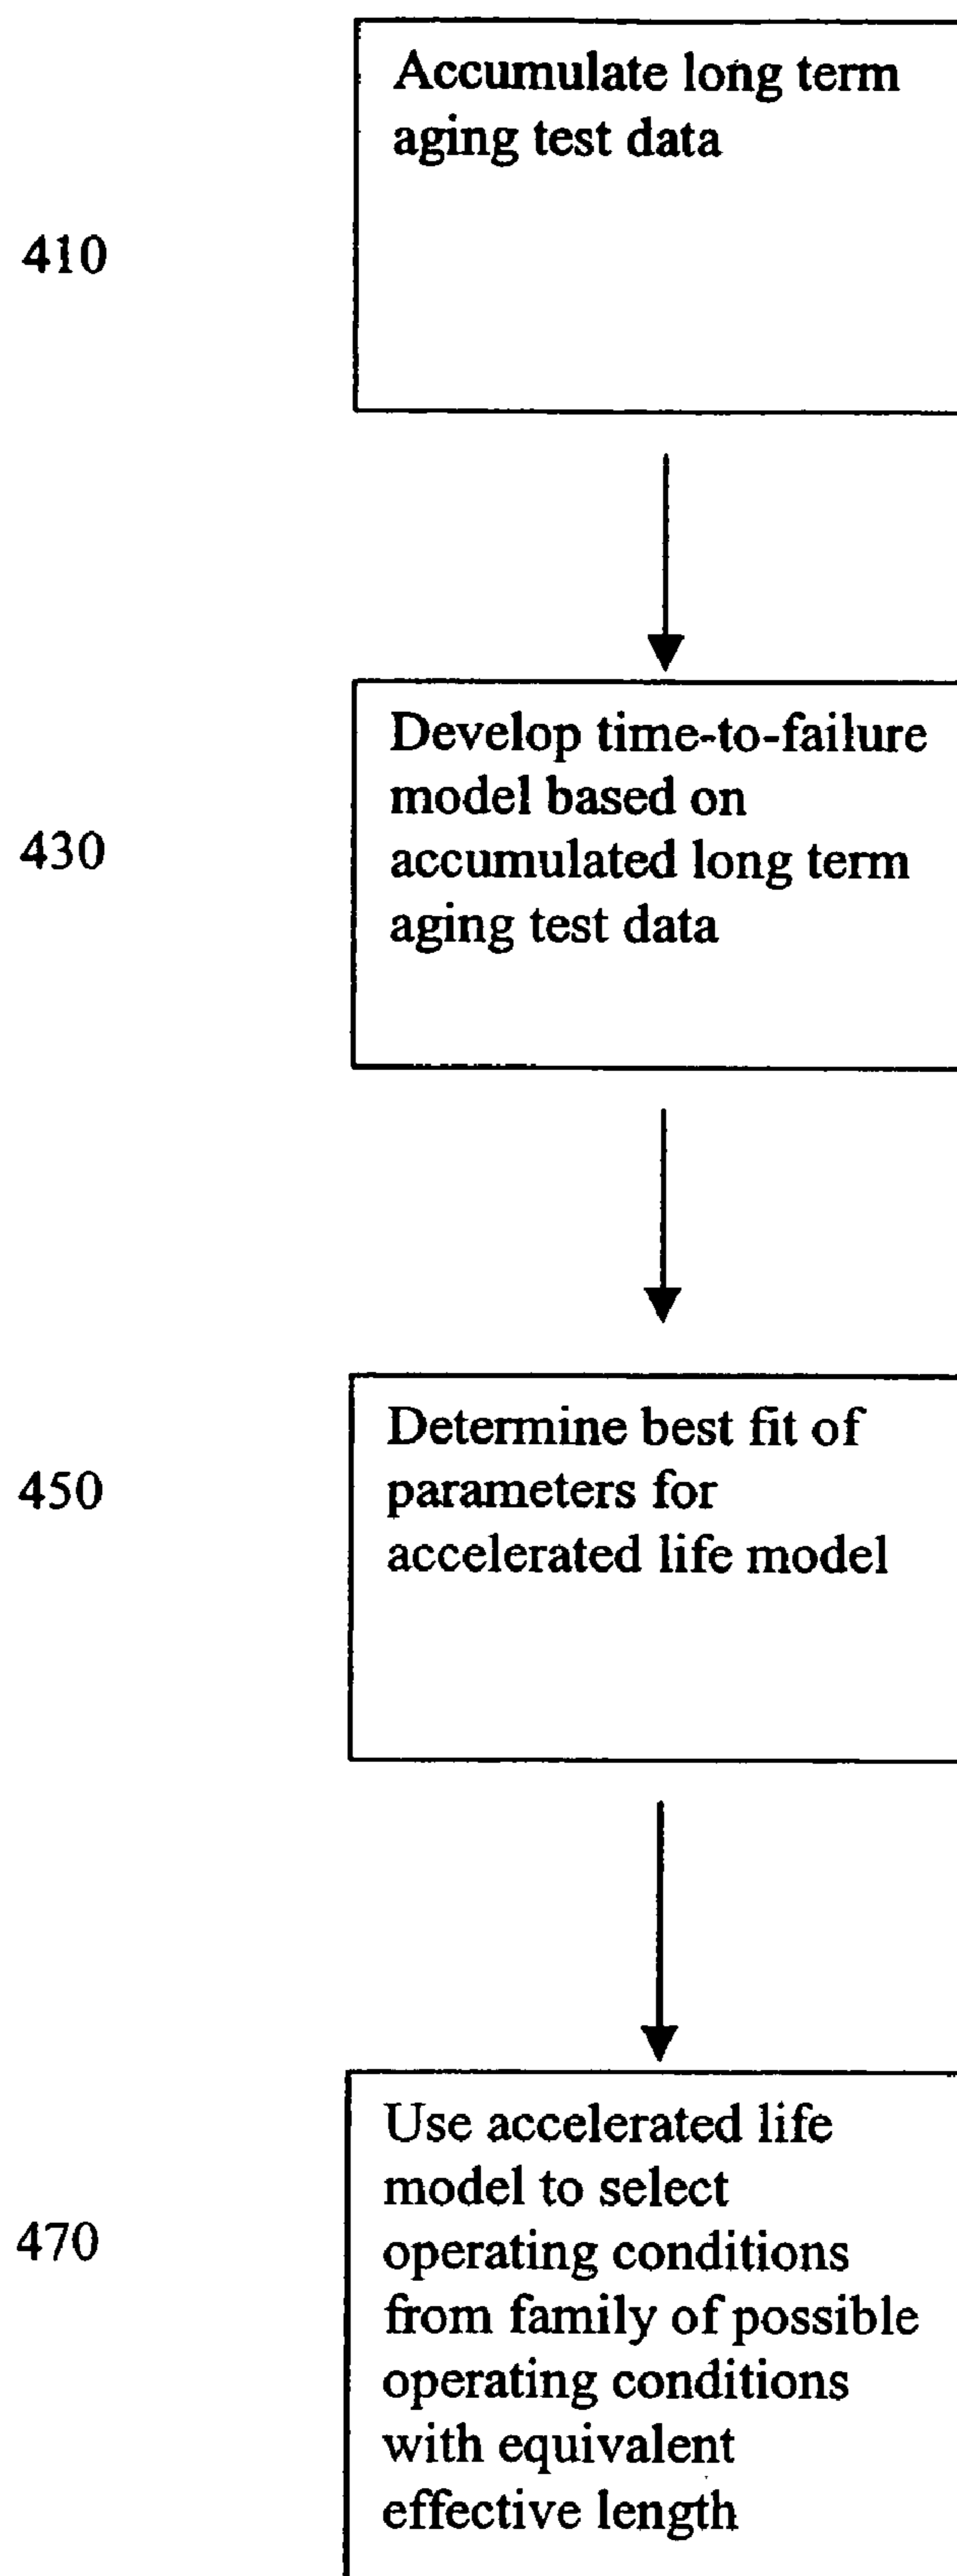 410
Accumulate long term
aging test data
430
Develop time-to-failure
model based on
accumulated long term
aging test data
450
Determine best fit of
parameters for
accelerated life model
470
Use accelerated life
model to select
operating conditions
from family of possible
operating conditions
with equivalent
effective length